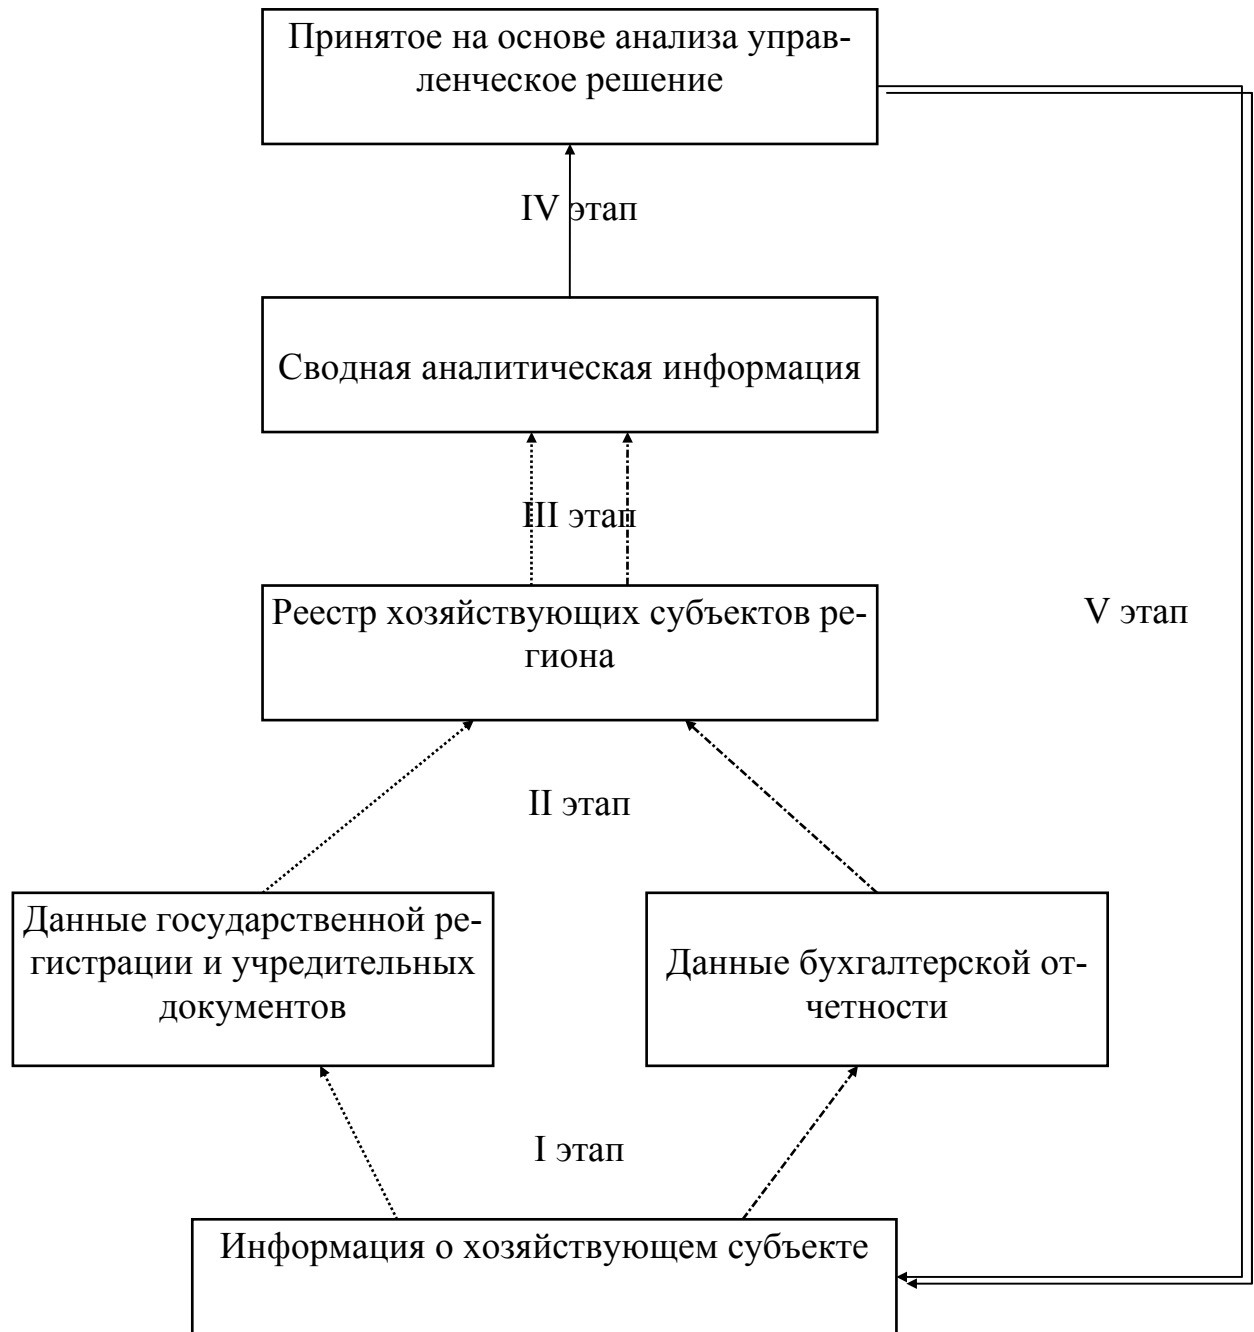 Принятое на основе анализа управ-
ленческое решение
IV этап
Сводная аналитическая информация
III этап
Реестр хозяйствующих субъектов ре-
гиона
V этап
II этап
Данные государственной ре-
гистрации и учредительных
документов
Данные бухгалтерской от-
четности
I этап
Информация о хозяйствующем субъекте